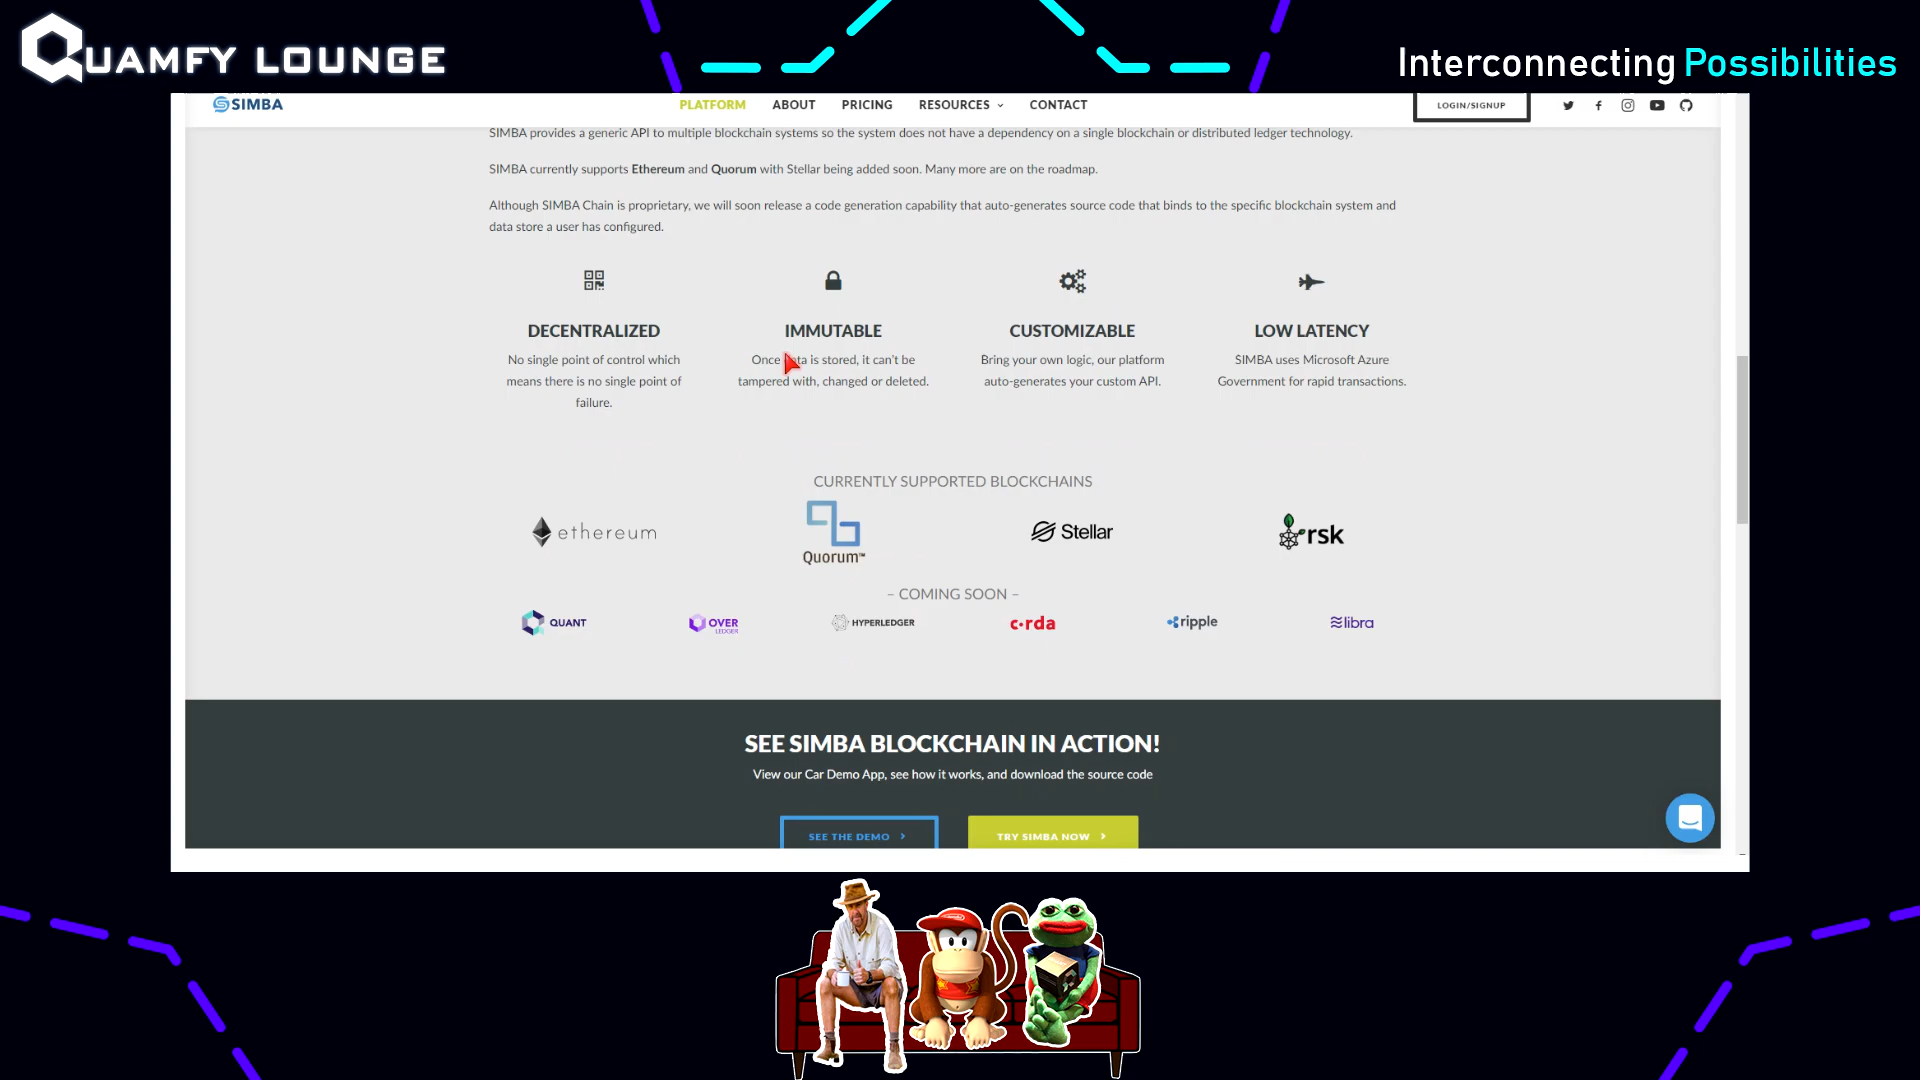 QUAMFY LOUNGE
Interconnecting Possibilities
SIMBA
PLATFORM ABOUT PRICING RESOURCES CONTACT LOGIN/SIGNUP
SIMBA provides a generic API to multiple blockchain systems so the system does not have a dependency on a single blockchain or distributed ledger technology.
SIMBA currently supports Ethereum and Quorum with Stellar being added soon. Many more are on the roadmap.
Although SIMBA Chain is proprietary, we will soon release a code generation capability that auto-generates source code that binds to the specific blockchain system and
data store a user has configured.
DECENTRALIZED
No single point of control which
means there is no single point of
failure.
IMMUTABLE
Once data is stored, it can't be
tampered with, changed or deleted.
CUSTOMIZABLE
Bring your own logic, our platform
auto-generates your custom API.
LOW LATENCY
SIMBA uses Microsoft Azure
Government for rapid transactions.
CURRENTLY SUPPORTED BLOCKCHAINS
ethereum Quorum™ Stellar rsk
– COMING SOON –
QUANT OVER LEDGER HYPERLEDGER c·rda ripple libra
SEE SIMBA BLOCKCHAIN IN ACTION!
View our Car Demo App, see how it works, and download the source code
SEE THE DEMO > TRY SIMBA NOW >